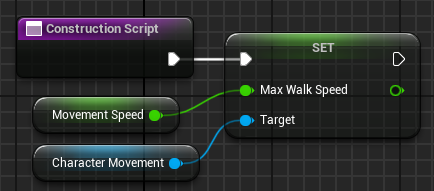 Construction Script
SET
Max Walk Speed
Movement Speed
Target
Character Movement